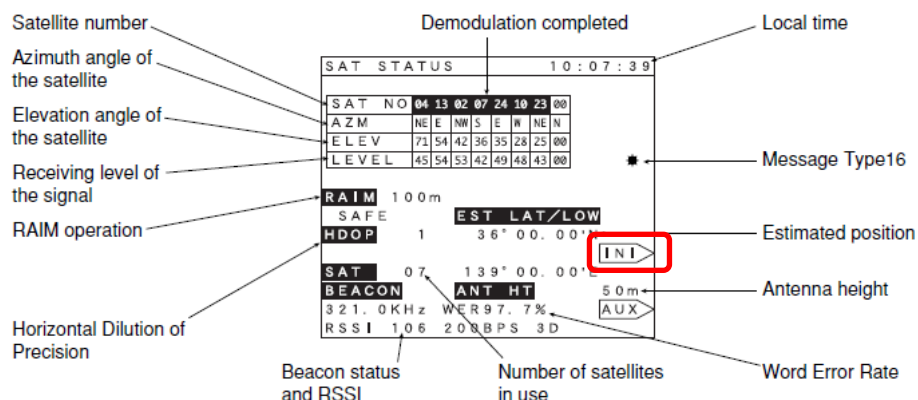 Satellite number
Demodulation completed
Local time
Azimuth angle of
the satellite
Elevation angle of
the satellite
Receiving level of
the signal
RAIM operation
Horizontal Dilution of
Precision
SAT STATUS 10:07:39
SAT NO 04 13 02 07 24 10 23 00
AZM NE E NW S E W NE N
ELEV 71 54 42 36 35 28 25 00
LEVEL 45 54 53 42 49 48 43 00
RAIM 100m
SAFE EST LAT/LOW
HDOP 1 36°00.00'N
INI
SAT 07 139°00.00'E
BEACON ANT HT 50m
321.0KHz WER97.7% AUX
RSSI 106 200BPS 3D
Message Type16
Estimated position
Antenna height
Word Error Rate
Beacon status
and RSSI
Number of satellites
in use